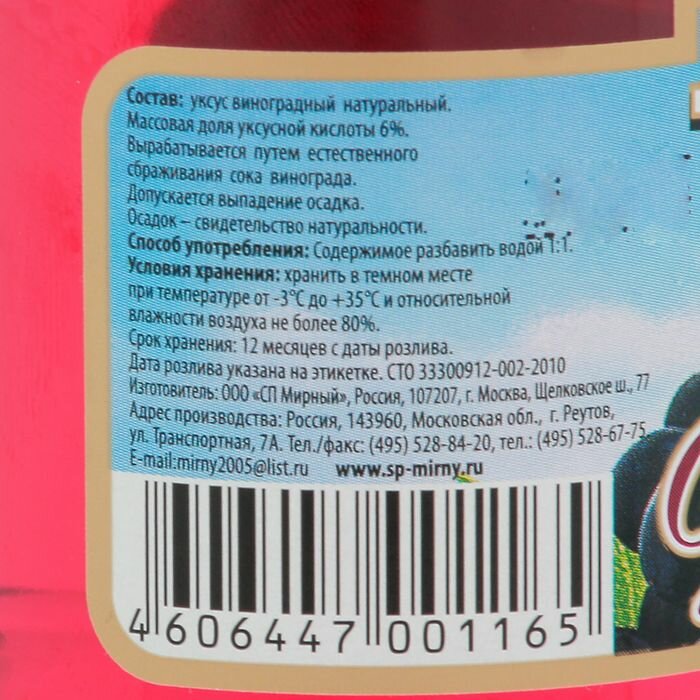 Состав: уксус виноградный натуральный.
Массовая доля уксусной кислоты 6%.
Вырабатывается путем естественного
сбраживания сока винограда.
Допускается выпадение осадка.
Осадок – свидетельство натуральности.
Способ употребления: Содержимое разбавить водой 1:1.
Условия хранения: хранить в темном месте
при температуре от -3°С до +35°С и относительной
влажности воздуха не более 80%.
Срок хранения: 12 месяцев с даты розлива.
Дата розлива указана на этикетке. СТО 33300912-002-2010
Изготовитель: ООО «СП Мирный», Россия, 107207, г. Москва, Щелковское ш., 77
Адрес производства: Россия, 143960, Московская обл., г. Реутов,
ул. Транспортная, 7А. Тел./факс: (495) 528-84-20, тел.: (495) 528-67-75,
E-mail:mirny2005@list.ru www.sp-mirny.ru
4 606447 001165